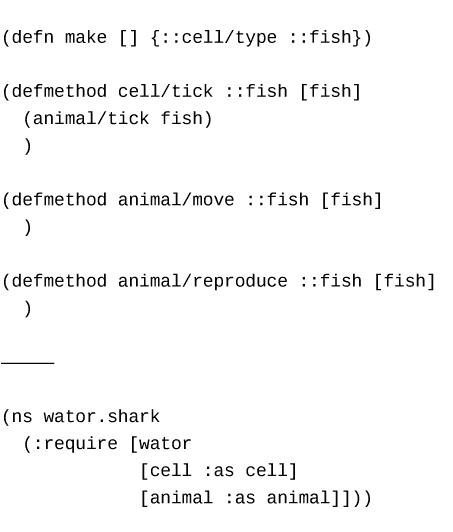 (defn make [] {::cell/type ::fish})
(defmethod cell/tick ::fish [fish]
(animal/tick fish)
)
(defmethod animal/move ::fish [fish]
)
(defmethod animal/reproduce ::fish [fish]
)
_____
(ns wator.shark
(:require [wator
[cell :as cell]
[animal :as animal]]))